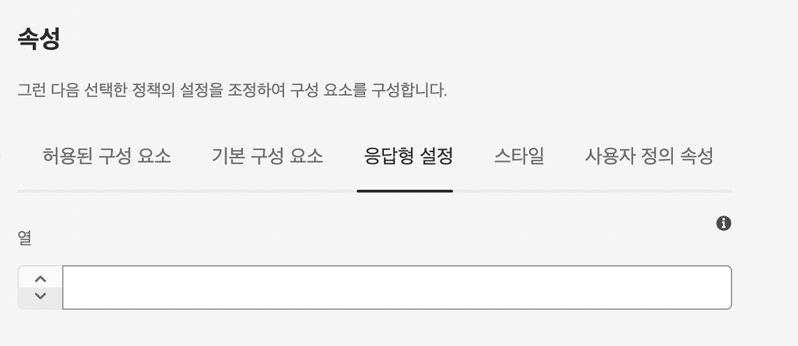 속성
그런 다음 선택한 정책의 설정을 조정하여 구성 요소를 구성합니다.
허용된 구성 요소 기본 구성 요소 응답형 설정 스타일 사용자 정의 속성
열